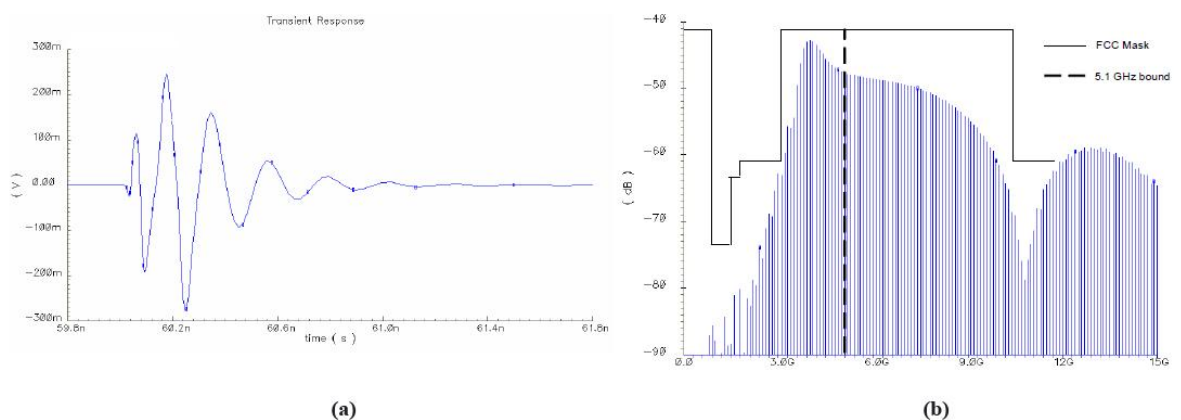 Transient Response
300m
200m
100m
0.00
-100m
-200m
-300m
( V )
59.8n
60.2n
60.6n
61.0n
61.4n
61.8n
time ( s )
(a)
-40
-50
-60
-70
-80
-90
( dB )
0.0
3.0G
6.0G
9.0G
12G
15G
FCC Mask
5.1 GHz bound
(b)